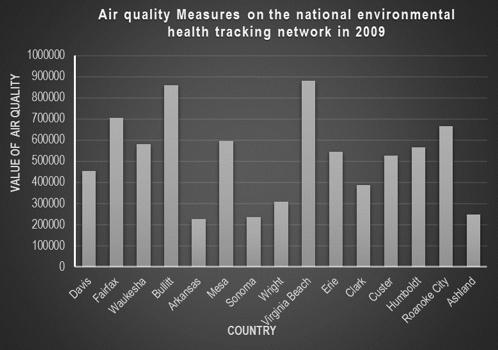 Air quality Measures on the national environmental
health tracking network in 2009
VALUE OF AIR QUALITY
1000000
900000
800000
700000
600000
500000
400000
300000
200000
100000
0
Davis
Fairfax
Waukesha
Bullitt
Arkansas
Mesa
Sonoma
Wright
Virginia Beach
Erie
Clark
Custer
Humboldt
Roanoke City
Ashland
COUNTRY